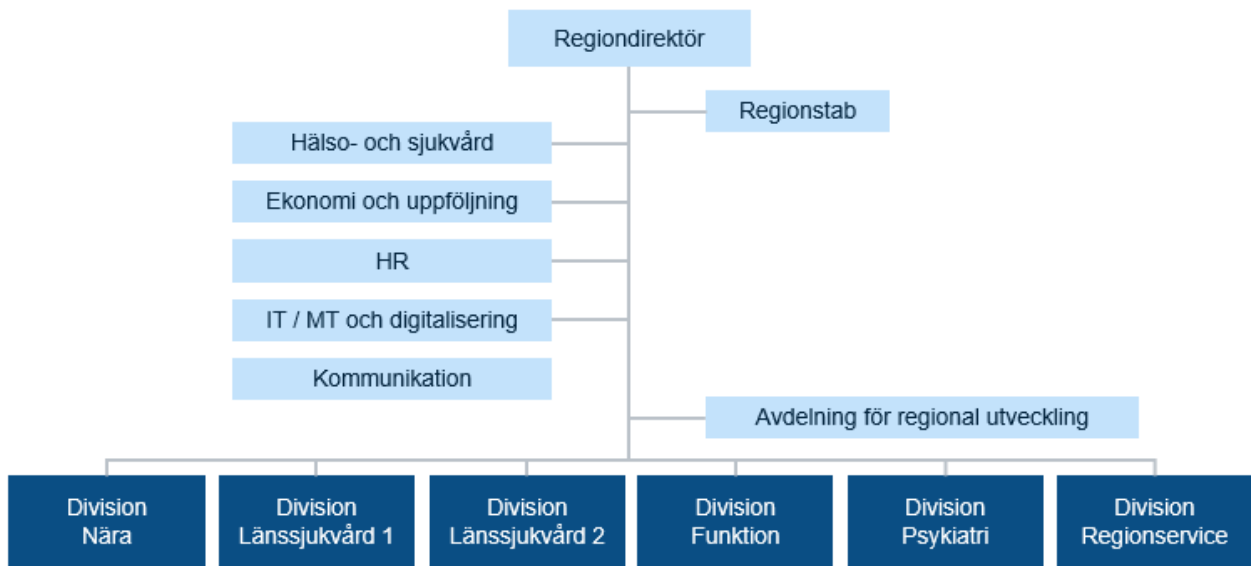 Regiondirektör
Regionstab
Hälso- och sjukvård
Ekonomi och uppföljning
HR
IT / MT och digitalisering
Kommunikation
Avdelning för regional utveckling
Division
Nära
Division
Länssjukvård 1
Division
Länssjukvård 2
Division
Funktion
Division
Psykiatri
Division
Regionservice